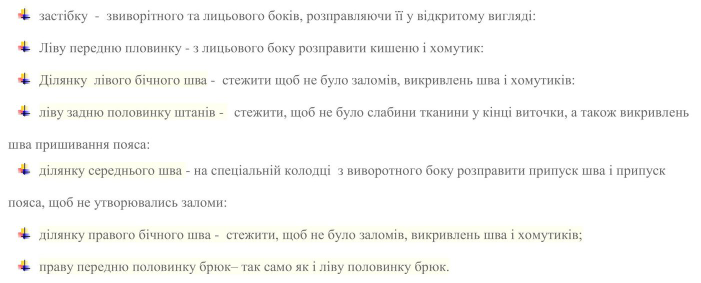 застібку - звиворітного та лицьового боків, розправляючи її у відкритому вигляді:
Ліву передню пловинку - з лицьового боку розправити кишеню і хомутик:
Ділянку лівого бічного шва - стежити щоб не було заломів, викривлень шва і хомутиків:
ліву задню половинку штанів - стежити, щоб не було слабини тканини у кінці виточки, а також викривлень
шва пришивання пояса:
ділянку середнього шва - на спеціальній колодці з виворотного боку розправити припуск шва і припуск
пояса, щоб не утворювались заломи:
ділянку правого бічного шва - стежити, щоб не було заломів, викривлень шва і хомутиків;
праву передню половинку брюк– так само як і ліву половинку брюк.